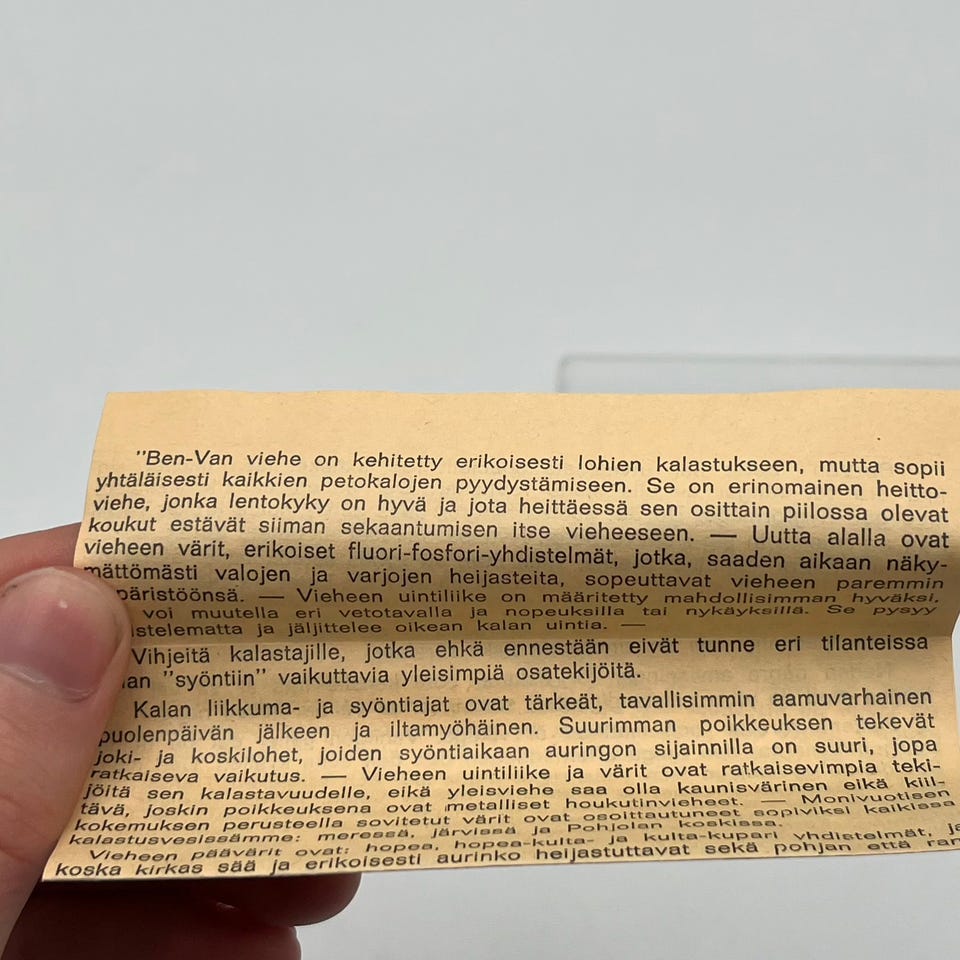 "Ben-Van viehe on kehitetty erikoisesti lohien kalastukseen, mutta sopii
yhtäläisesti kaikkien petokalojen pyydystämiseen. Se on erinomainen heitto-
viehe, jonka lentokyky on hyvä ja jota heittäessä sen osittain piilossa olevat
koukut estävät siiman sekaantumisen itse vieheeseen. — Uutta alalla ovat
vieheen värit, erikoiset fluori-fosfori-yhdistelmät, jotka, saaden aikaan näky-
mättömästi valojen ja varjojen heijasteita, sopeuttavat vieheen paremmin
päristöönsä. — Vieheen uintiliike on määritetty mahdollisimman hyväksi,
voi muutella eri vetotavalla ja nopeuksilla tai nykäyksillä. Se pysyy
istelematta ja jäljittelee oikean kalan uintia. —
Vihjeitä kalastajille, jotka ehkä ennestään eivät tunne eri tilanteissa
an "syöntiin" vaikuttavia yleisimpiä osatekijöitä.
Kalan liikkuma- ja syöntiajat ovat tärkeät, tavallisimmin aamuvarhainen
puolenpäivän jälkeen ja iltamyöhäinen. Suurimman poikkeuksen tekevät
joki- ja koskilohet, joiden syöntiaikaan auringon sijainnilla on suuri, jopa
ratkaiseva vaikutus. — Vieheen uintiliike ja värit ovat ratkaisevimpia teki-
jöitä sen kalastavuudelle, eikä yleisviehe saa olla kaunisvärinen eikä kiil-
tävä, joskin poikkeuksena ovat metalliset houkutinvieheet. — Monivuotisen
kokemuksen perusteella sovitetut värit ovat osoittautuneet sopiviksi kaikissa
kalastusvesissämme: meressä, järvissä ja Pohjolan koskissa.
Vieheen päävärit ovat: hopea, hopea-kulta- ja kulta-kupari yhdistelmät, ja
koska kirkas sää ja erikoisesti aurinko heijastuttavat sekä pohjan että ran